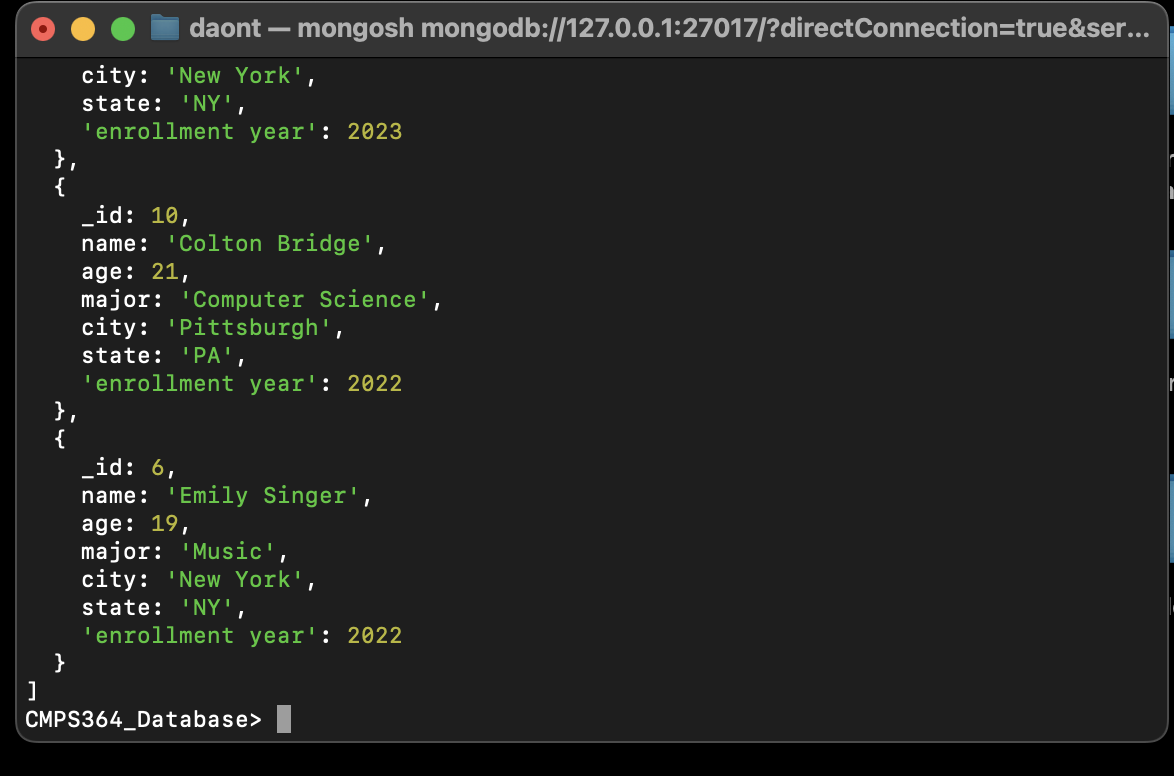 daont — mongosh mongodb://127.0.0.1:27017/?directConnection=true&ser...
city: 'New York',
state: 'NY',
'enrollment year': 2023
},
{
_id: 10,
name: 'Colton Bridge',
age: 21,
major: 'Computer Science',
city: 'Pittsburgh',
state: 'PA',
'enrollment year': 2022
},
{
_id: 6,
name: 'Emily Singer',
age: 19,
major: 'Music',
city: 'New York',
state: 'NY',
'enrollment year': 2022
}
]
CMPS364_Database>